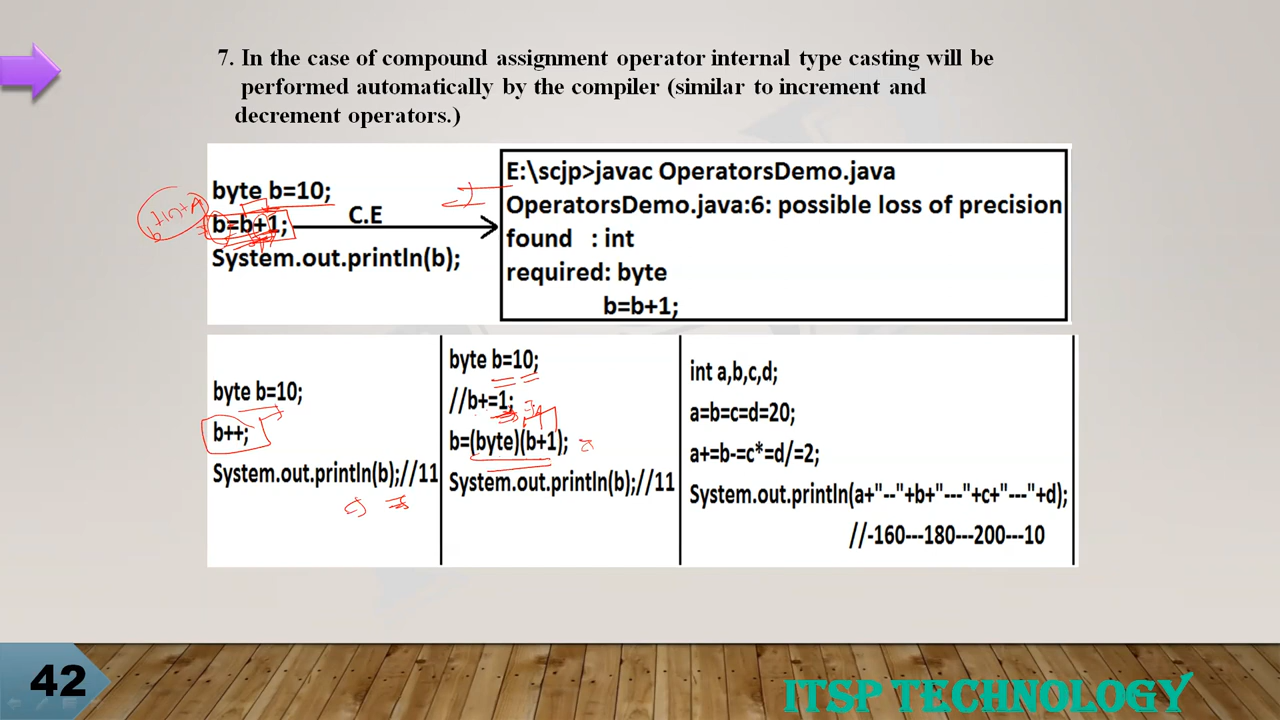 7. In the case of compound assignment operator internal type casting will be
performed automatically by the compiler (similar to increment and
decrement operators.)
byte b=10;
b=b+1;
System.out.println(b);
C.E
E:\scjp>javac OperatorsDemo.java
OperatorsDemo.java:6: possible loss of precision
found : int
required: byte
b=b+1;
byte b=10;
b++;
System.out.println(b);//11
byte b=10;
//b+=1;
b=(byte)(b+1);
System.out.println(b);//11
int a,b,c,d;
a=b=c=d=20;
a+=b-=c*=d/=2;
System.out.println(a+"--"+b+"---"+c+"---"+d);
//-160---180---200---10
42
ITSP TECHNOLOGY